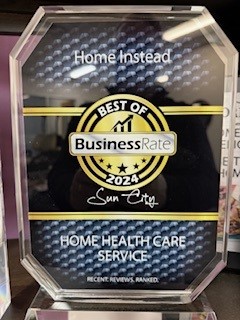 Home Instead
BEST OF
BusinessRate
2024
Sun City
HOME HEALTH CARE
SERVICE
RECENT. REVIEWS. RANKED.